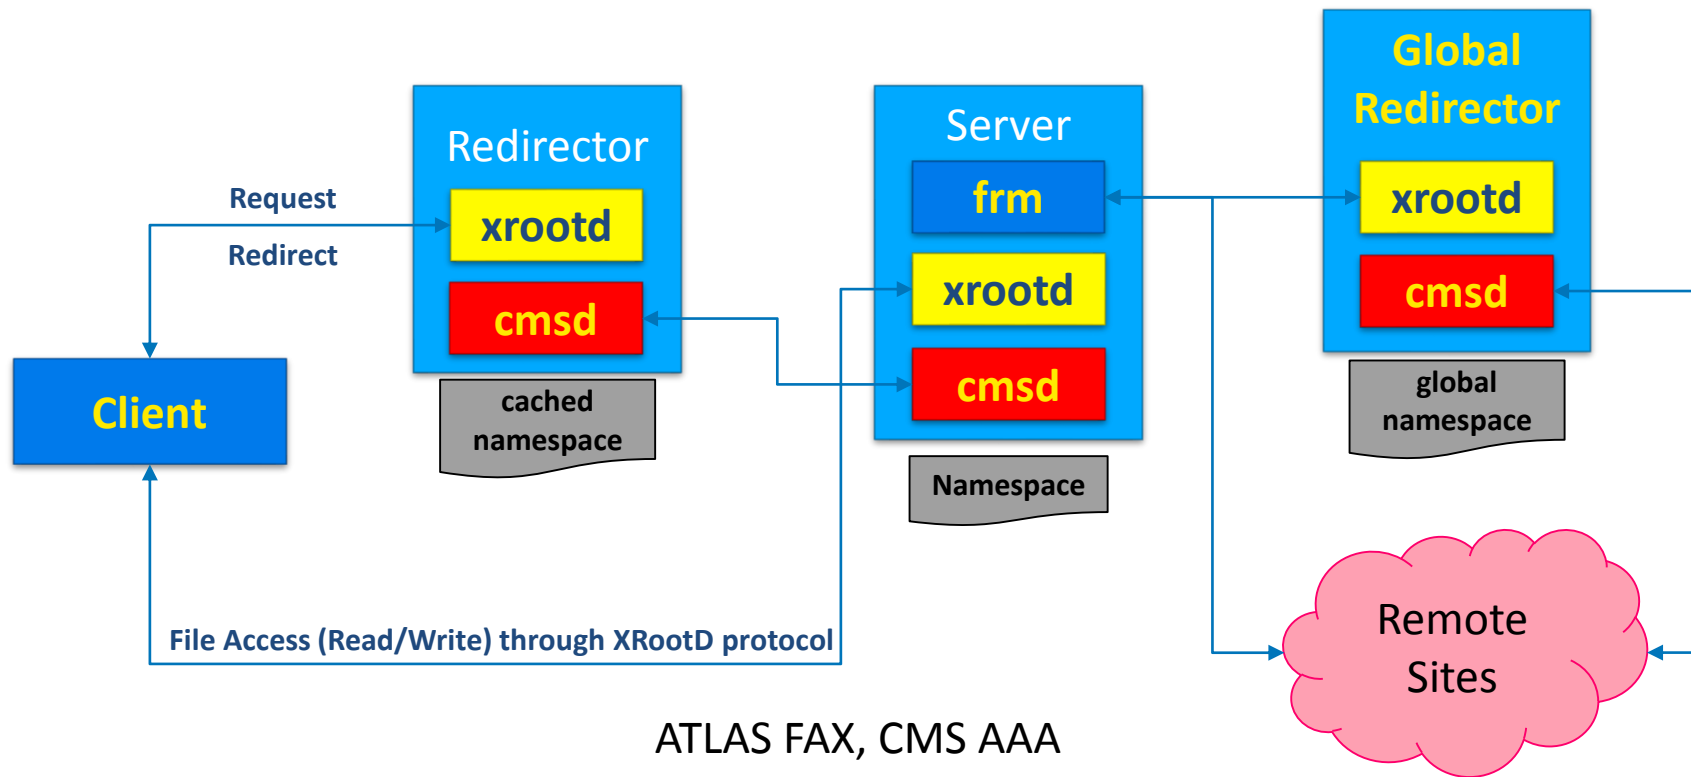 Request
Redirect
Client
Redirector
xrootd
cmsd
cached
namespace
File Access (Read/Write) through XRootD protocol
Server
frm
xrootd
cmsd
Namespace
Global
Redirector
xrootd
cmsd
global
namespace
Remote
Sites
ATLAS FAX, CMS AAA